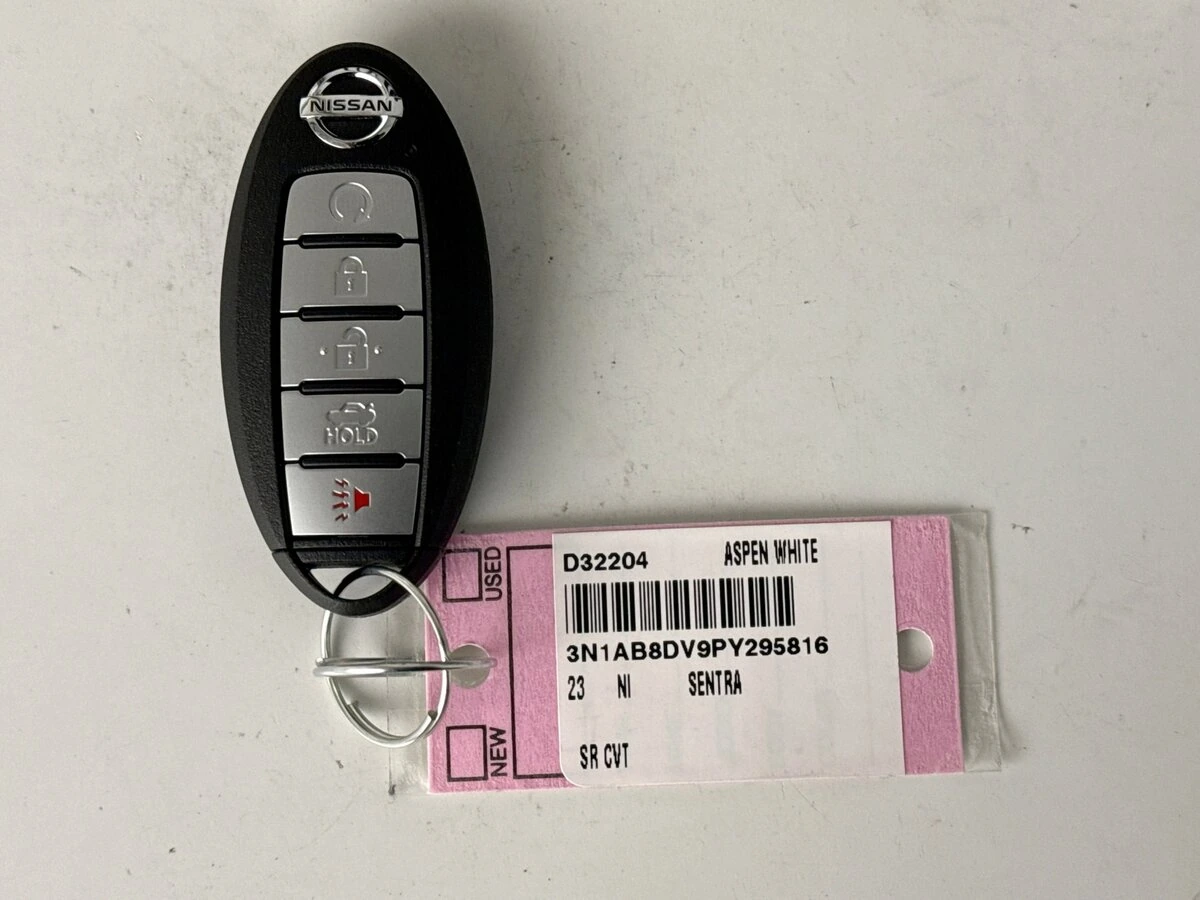 NISSAN
HOLD
USED
NEW
D32204 ASPEN WHITE
3N1AB8DV9PY295816
23 NI SENTRA
SR CVT